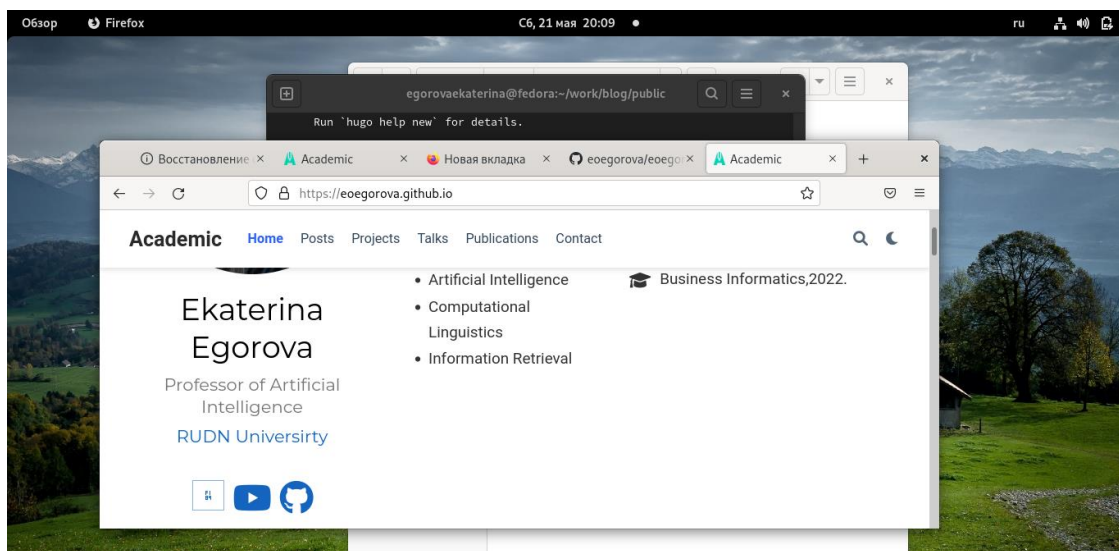 Обзор Firefox Сб, 21 мая 20:09 ru
egorovaekaterina@fedora:~/work/blog/public
Run `hugo help new` for details.
Восстановление Academic Новая вкладка eoegorova/eoego Academic
https://eoegorova.github.io
Academic Home Posts Projects Talks Publications Contact
Artificial Intelligence
Computational
Linguistics
Information Retrieval
Business Informatics,2022.
Ekaterina
Egorova
Professor of Artificial
Intelligence
RUDN Universirty